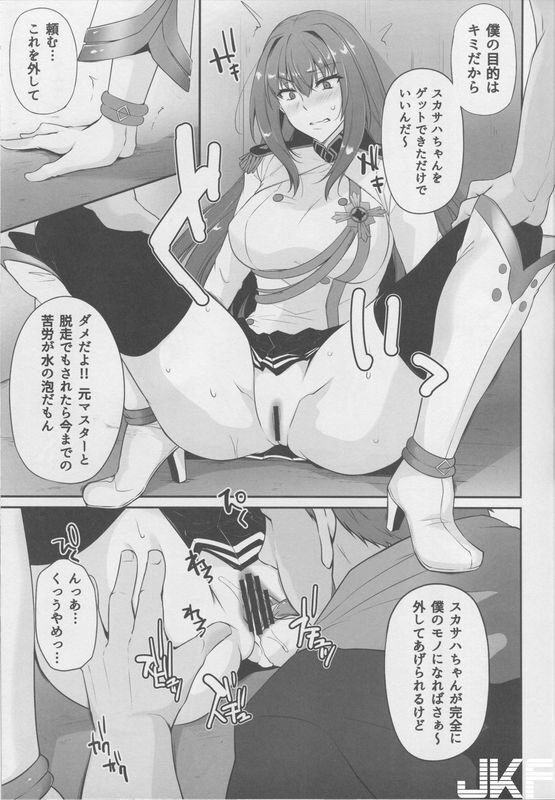 僕の目的は
キミだから
スカサハちゃんを
ゲットできただけで
いいんだ〜
頼む…
これを外して
ダメだよ!!元マスターと
脱走でもされたら今までの
苦労が水の泡だもん
スカサハちゃんが完全に
僕のモノになればさぁ〜
外してあげられるけど
んっあ…
くっうやめっ…
JKF